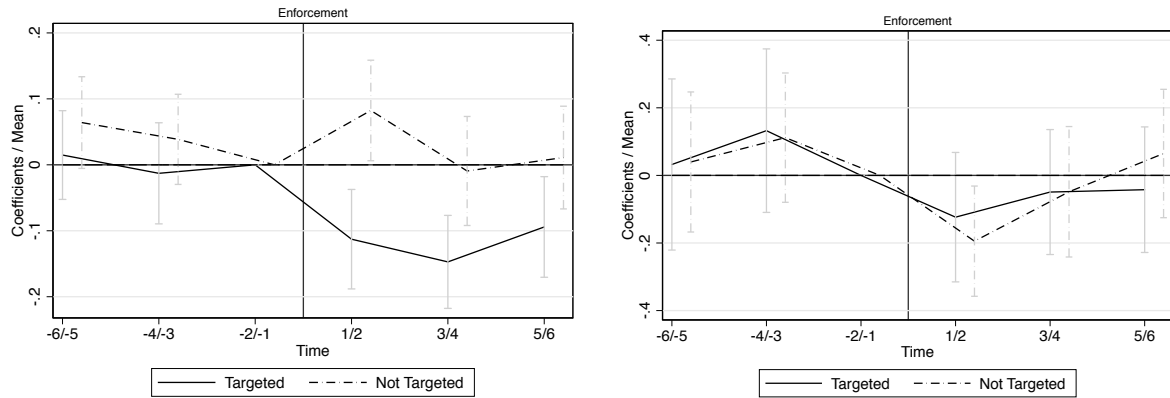 Enforcement
Coefficients / Mean
.2
.1
0
-.1
-.2
-6/-5 -4/-3 -2/-1 1/2 3/4 5/6
Time
Targeted Not Targeted
Enforcement
Coefficients / Mean
.4
.2
0
-.2
-.4
-6/-5 -4/-3 -2/-1 1/2 3/4 5/6
Time
Targeted Not Targeted